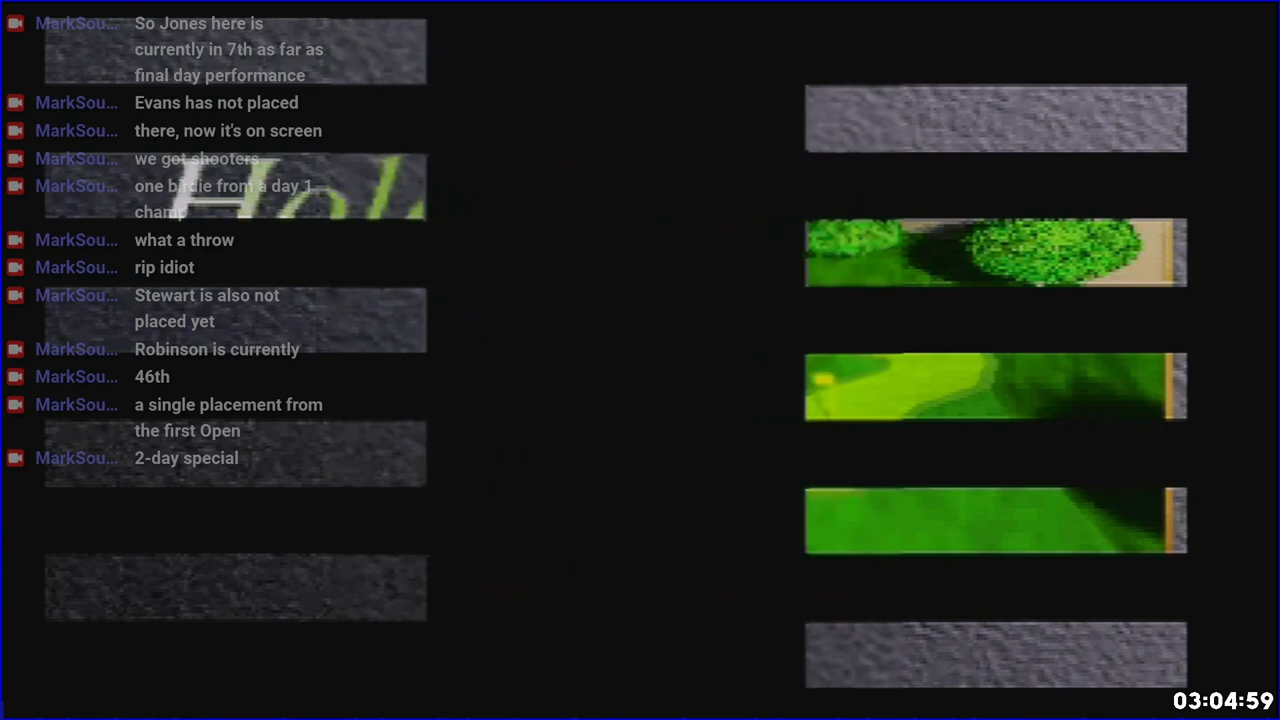 MarkSou... So Jones here is
currently in 7th as far as
final day performance
MarkSou... Evans has not placed
MarkSou... there, now it's on screen
MarkSou... we got shooters
MarkSou... one birdie from a day 1
champ
MarkSou... what a throw
MarkSou... rip idiot
MarkSou... Stewart is also not
placed yet
MarkSou... Robinson is currently
MarkSou... 46th
MarkSou... a single placement from
the first Open
MarkSou... 2-day special
Hol
03:04:59